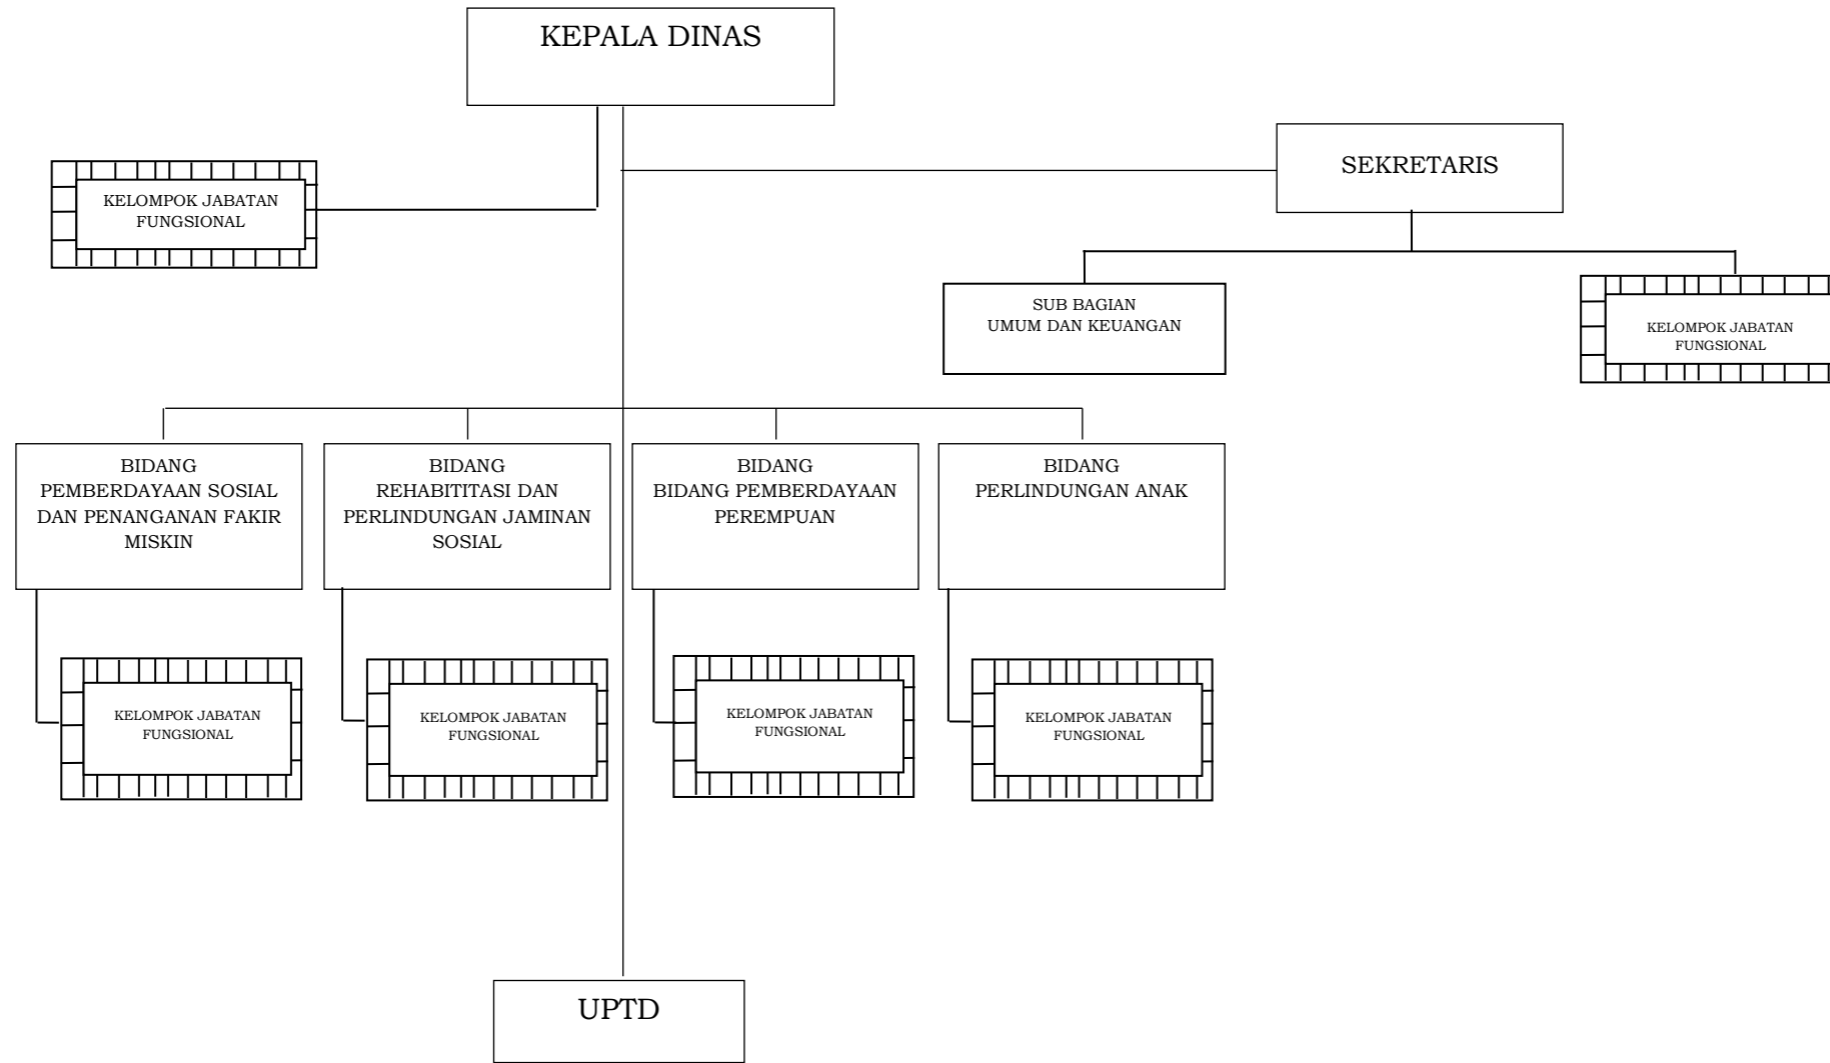 KEPALA DINAS
SEKRETARIS
KELOMPOK JABATAN
FUNGSIONAL
SUB BAGIAN
UMUM DAN KEUANGAN
KELOMPOK JABATAN
FUNGSIONAL
BIDANG
PEMBERDAYAAN SOSIAL
DAN PENANGANAN FAKIR
MISKIN
BIDANG
REHABITITASI DAN
PERLINDUNGAN JAMINAN
SOSIAL
BIDANG
BIDANG PEMBERDAYAAN
PEREMPUAN
BIDANG
PERLINDUNGAN ANAK
KELOMPOK JABATAN
FUNGSIONAL
KELOMPOK JABATAN
FUNGSIONAL
KELOMPOK JABATAN
FUNGSIONAL
KELOMPOK JABATAN
FUNGSIONAL
UPTD